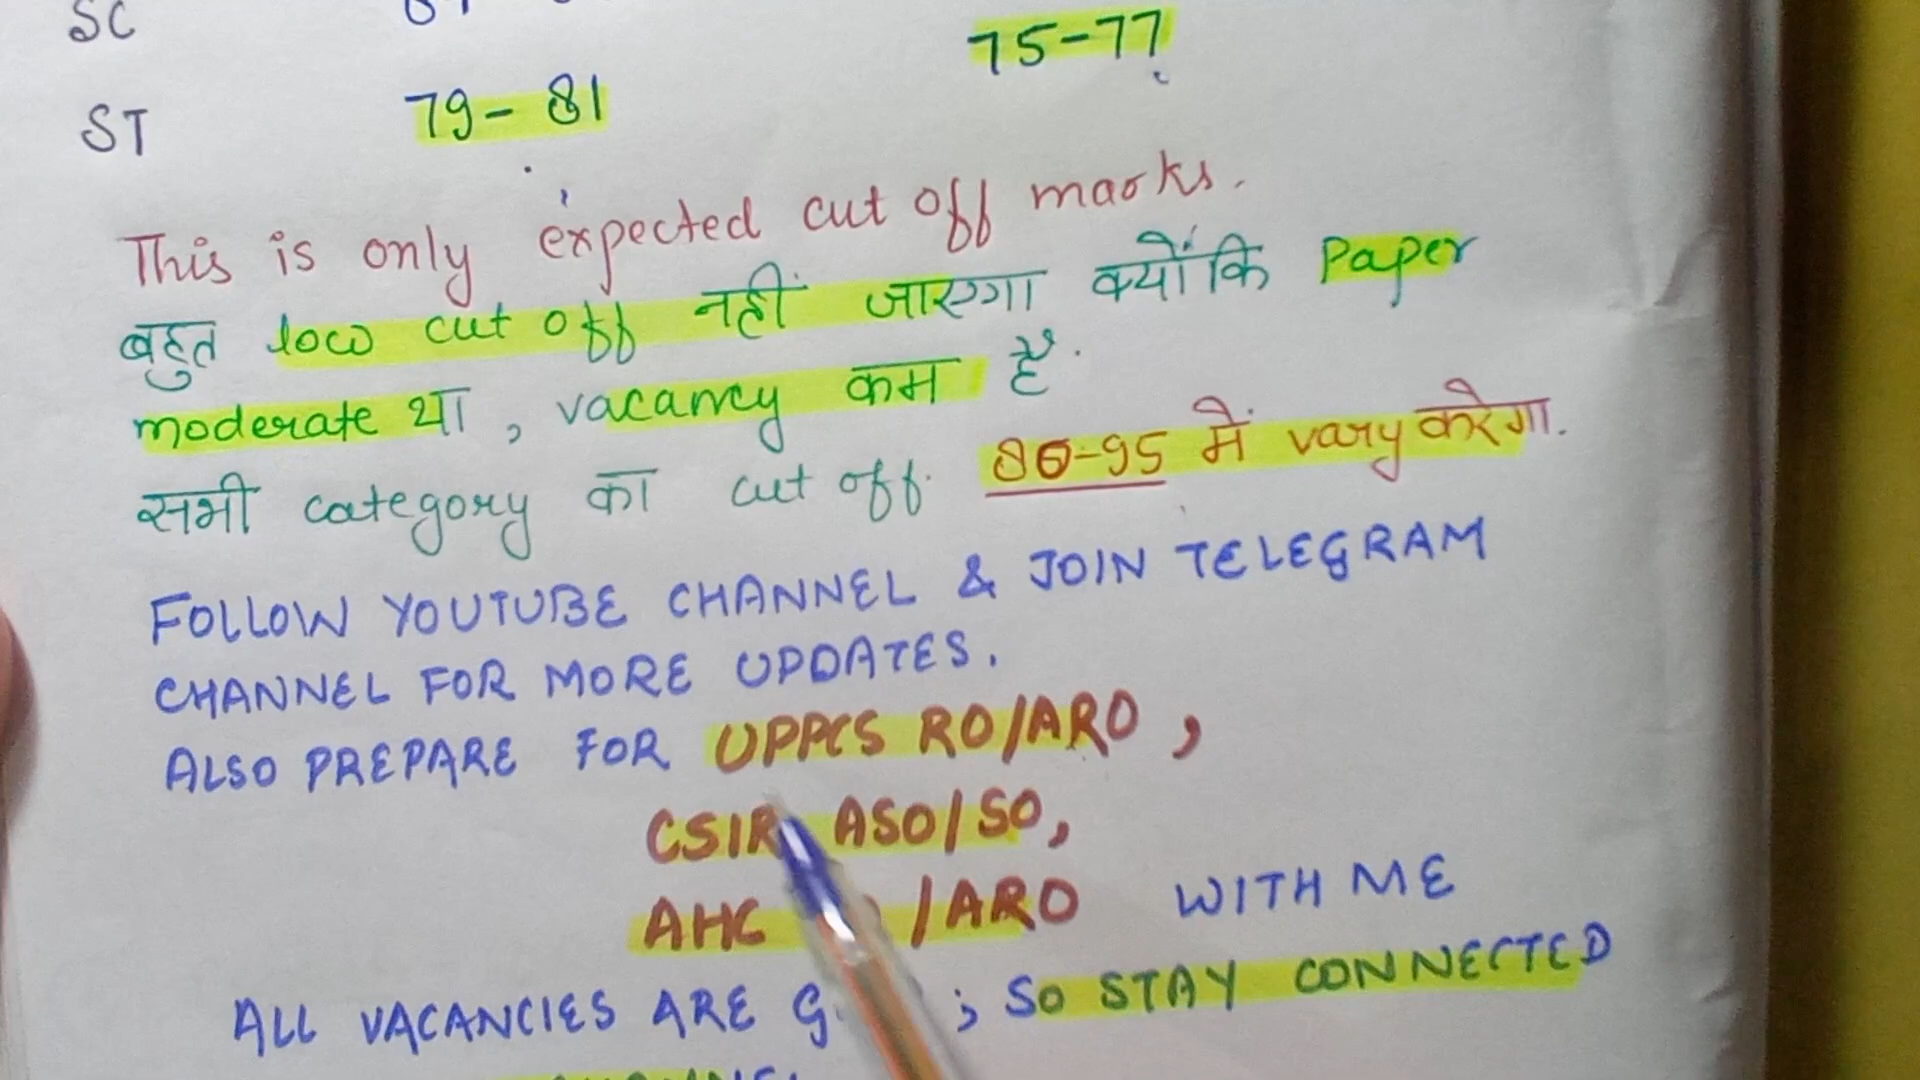 SC
75-77
ST 79-81
This is only expected cut off marks.
बहुत low cut off नहीं जाएगा क्योंकि Paper
moderate था, vacancy कम है.
सभी category का cut off. 80-95 में vary करेगा.
FOLLOW YOUTUBE CHANNEL & JOIN TELEGRAM
CHANNEL FOR MORE UPDATES.
ALSO PREPARE FOR UPPCS RO/ARO,
CSIR ASO/SO,
AHC /ARO WITH ME
ALL VACANCIES ARE ; SO STAY CONNECTED